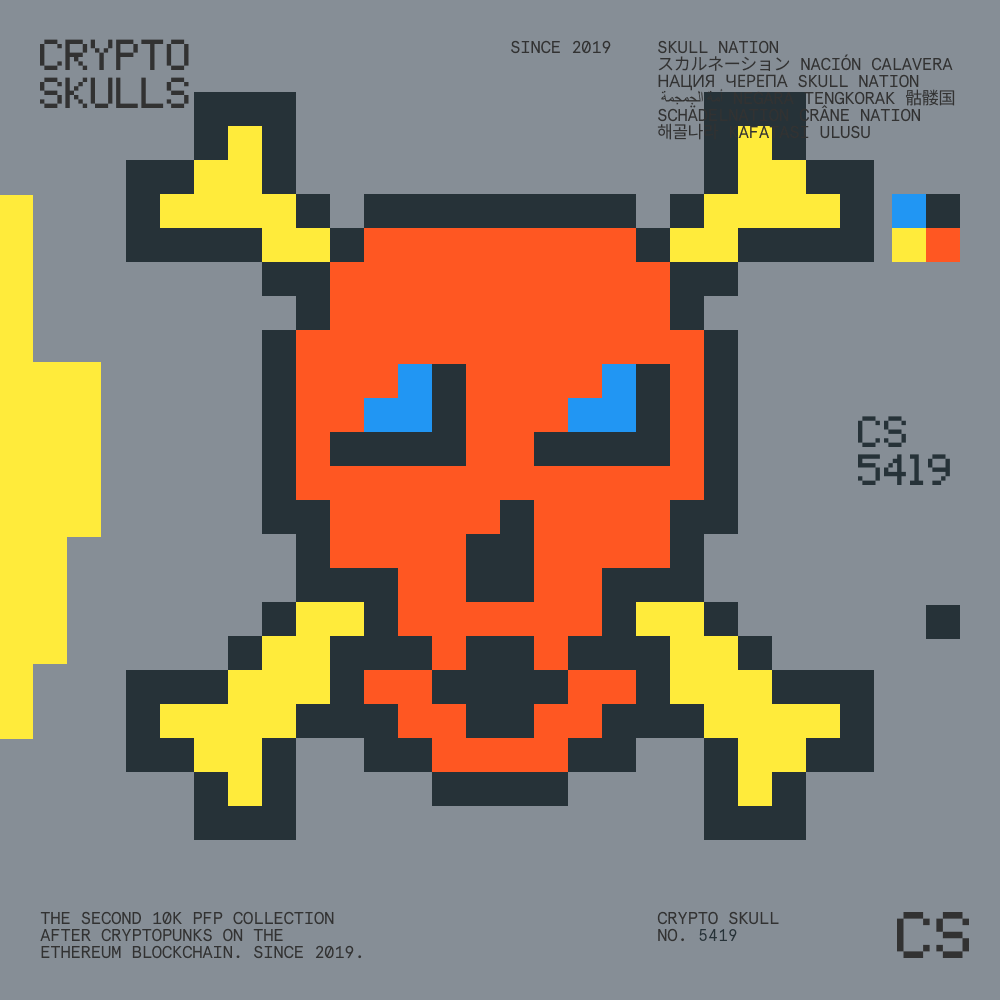 CRYPTO
SKULLS
SINCE 2019
SKULL NATION
スカルネーション NACIÓN CALAVERA
НАЦИЯ ЧЕРЕПА SKULL NATION
الجمجمة TENGKORAK 骷髅国
CRÂNE NATION
해골나 ULUSU
CS
5419
THE SECOND 10K PFP COLLECTION
AFTER CRYPTOPUNKS ON THE
ETHEREUM BLOCKCHAIN. SINCE 2019.
CRYPTO SKULL
NO. 5419
CS